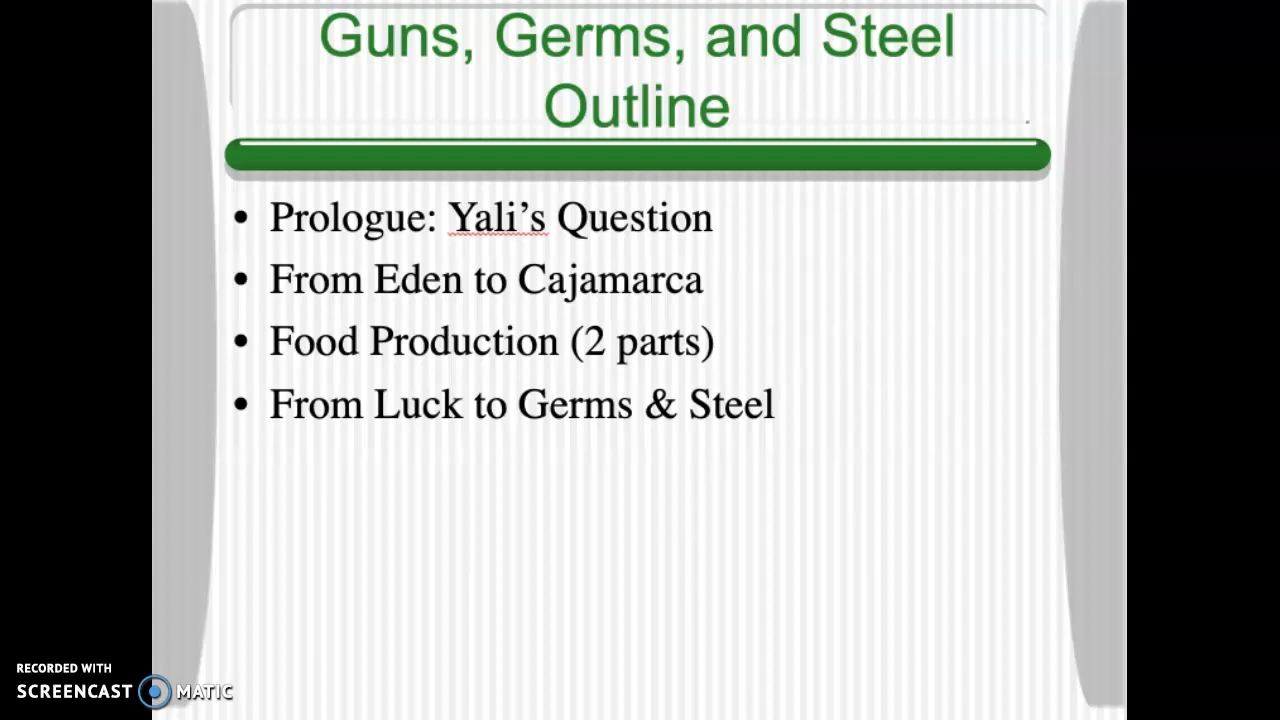 Guns, Germs, and Steel
Outline
• Prologue: Yali’s Question
• From Eden to Cajamarca
• Food Production (2 parts)
• From Luck to Germs & Steel
RECORDED WITH
SCREENCAST MATIC